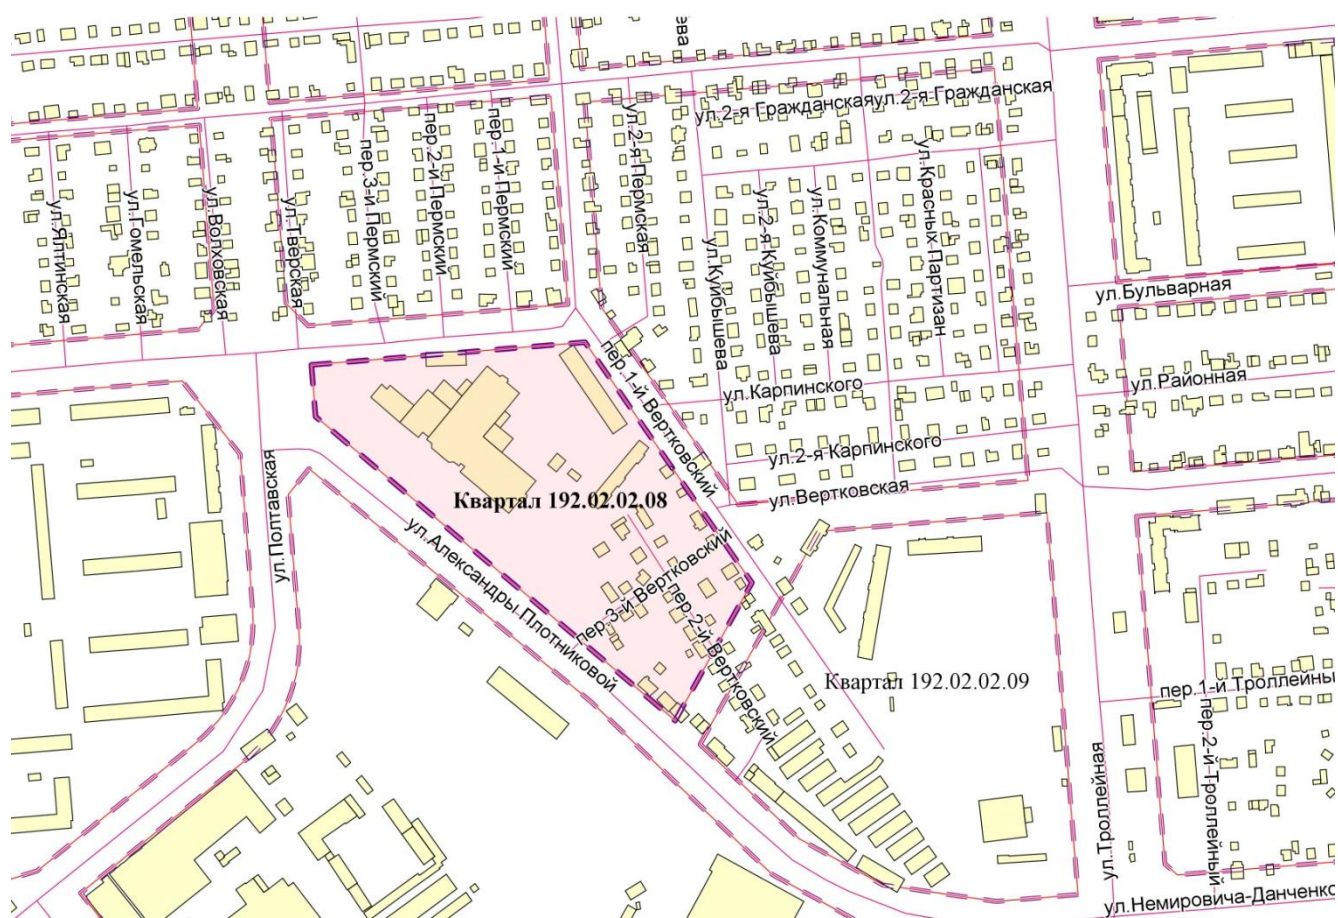 ева
ул.2-я Гражданская
ул.2-я Гражданская
ул.2-я Пермская
пер.1-й Пермский
пер.2-й Пермский
пер.3-й Пермский
ул.Тверская
ул.Волховская
ул.Гомельская
ул.Ялтинская
ул.Куйбышева
ул.2-я Куйбышева
ул.Коммунальная
ул.Красных Партизан
ул.Бульварная
ул.Районная
ул.Карпинского
ул.2-я Карпинского
ул.Вертковская
пер.1-й Вертковский
Квартал 192.02.02.08
ул.Полтавская
ул.Александры Плотниковой
пер.3-й Вертковский
пер.2-й Вертковский
Квартал 192.02.02.09
пер.1-й Троллейны
пер.2-й Троллейный
ул.Троллейная
ул.Немировича-Данченко